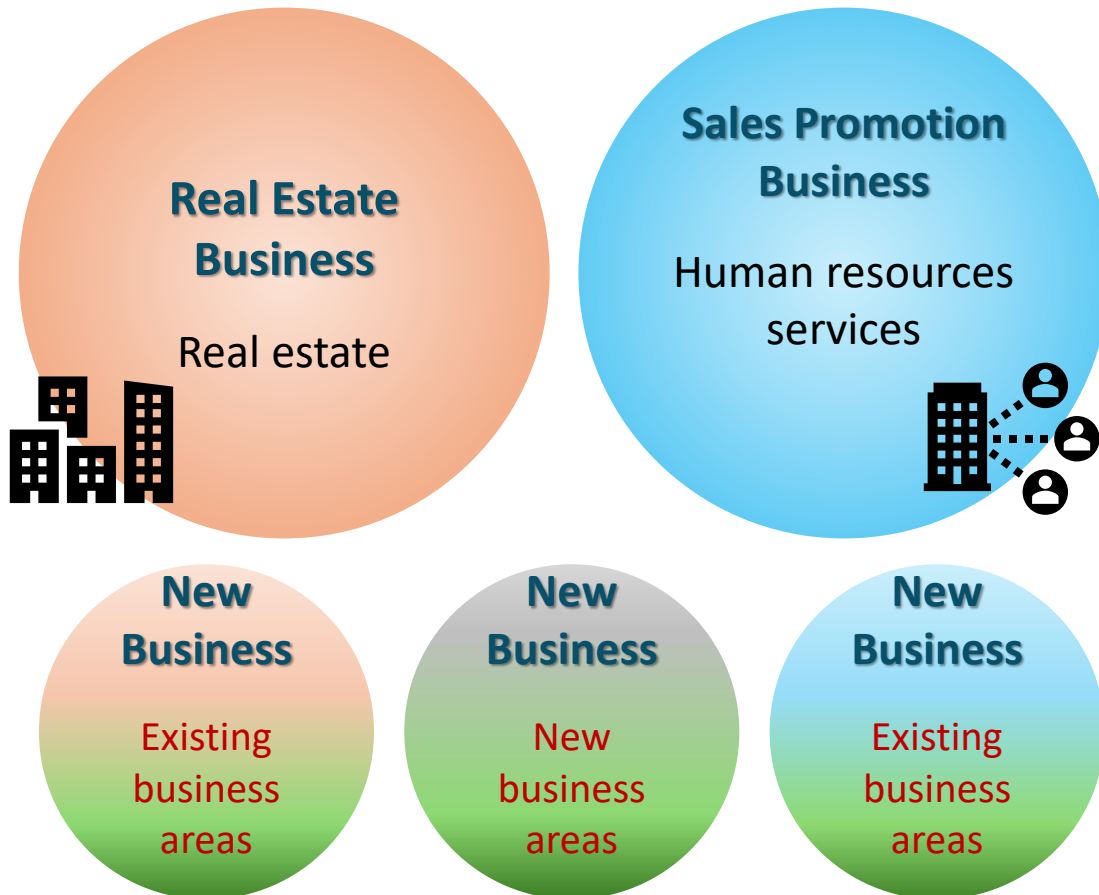 Real Estate
Business
Real estate
Sales Promotion
Business
Human resources
services
New
Business
Existing
business
areas
New
Business
New
business
areas
New
Business
Existing
business
areas